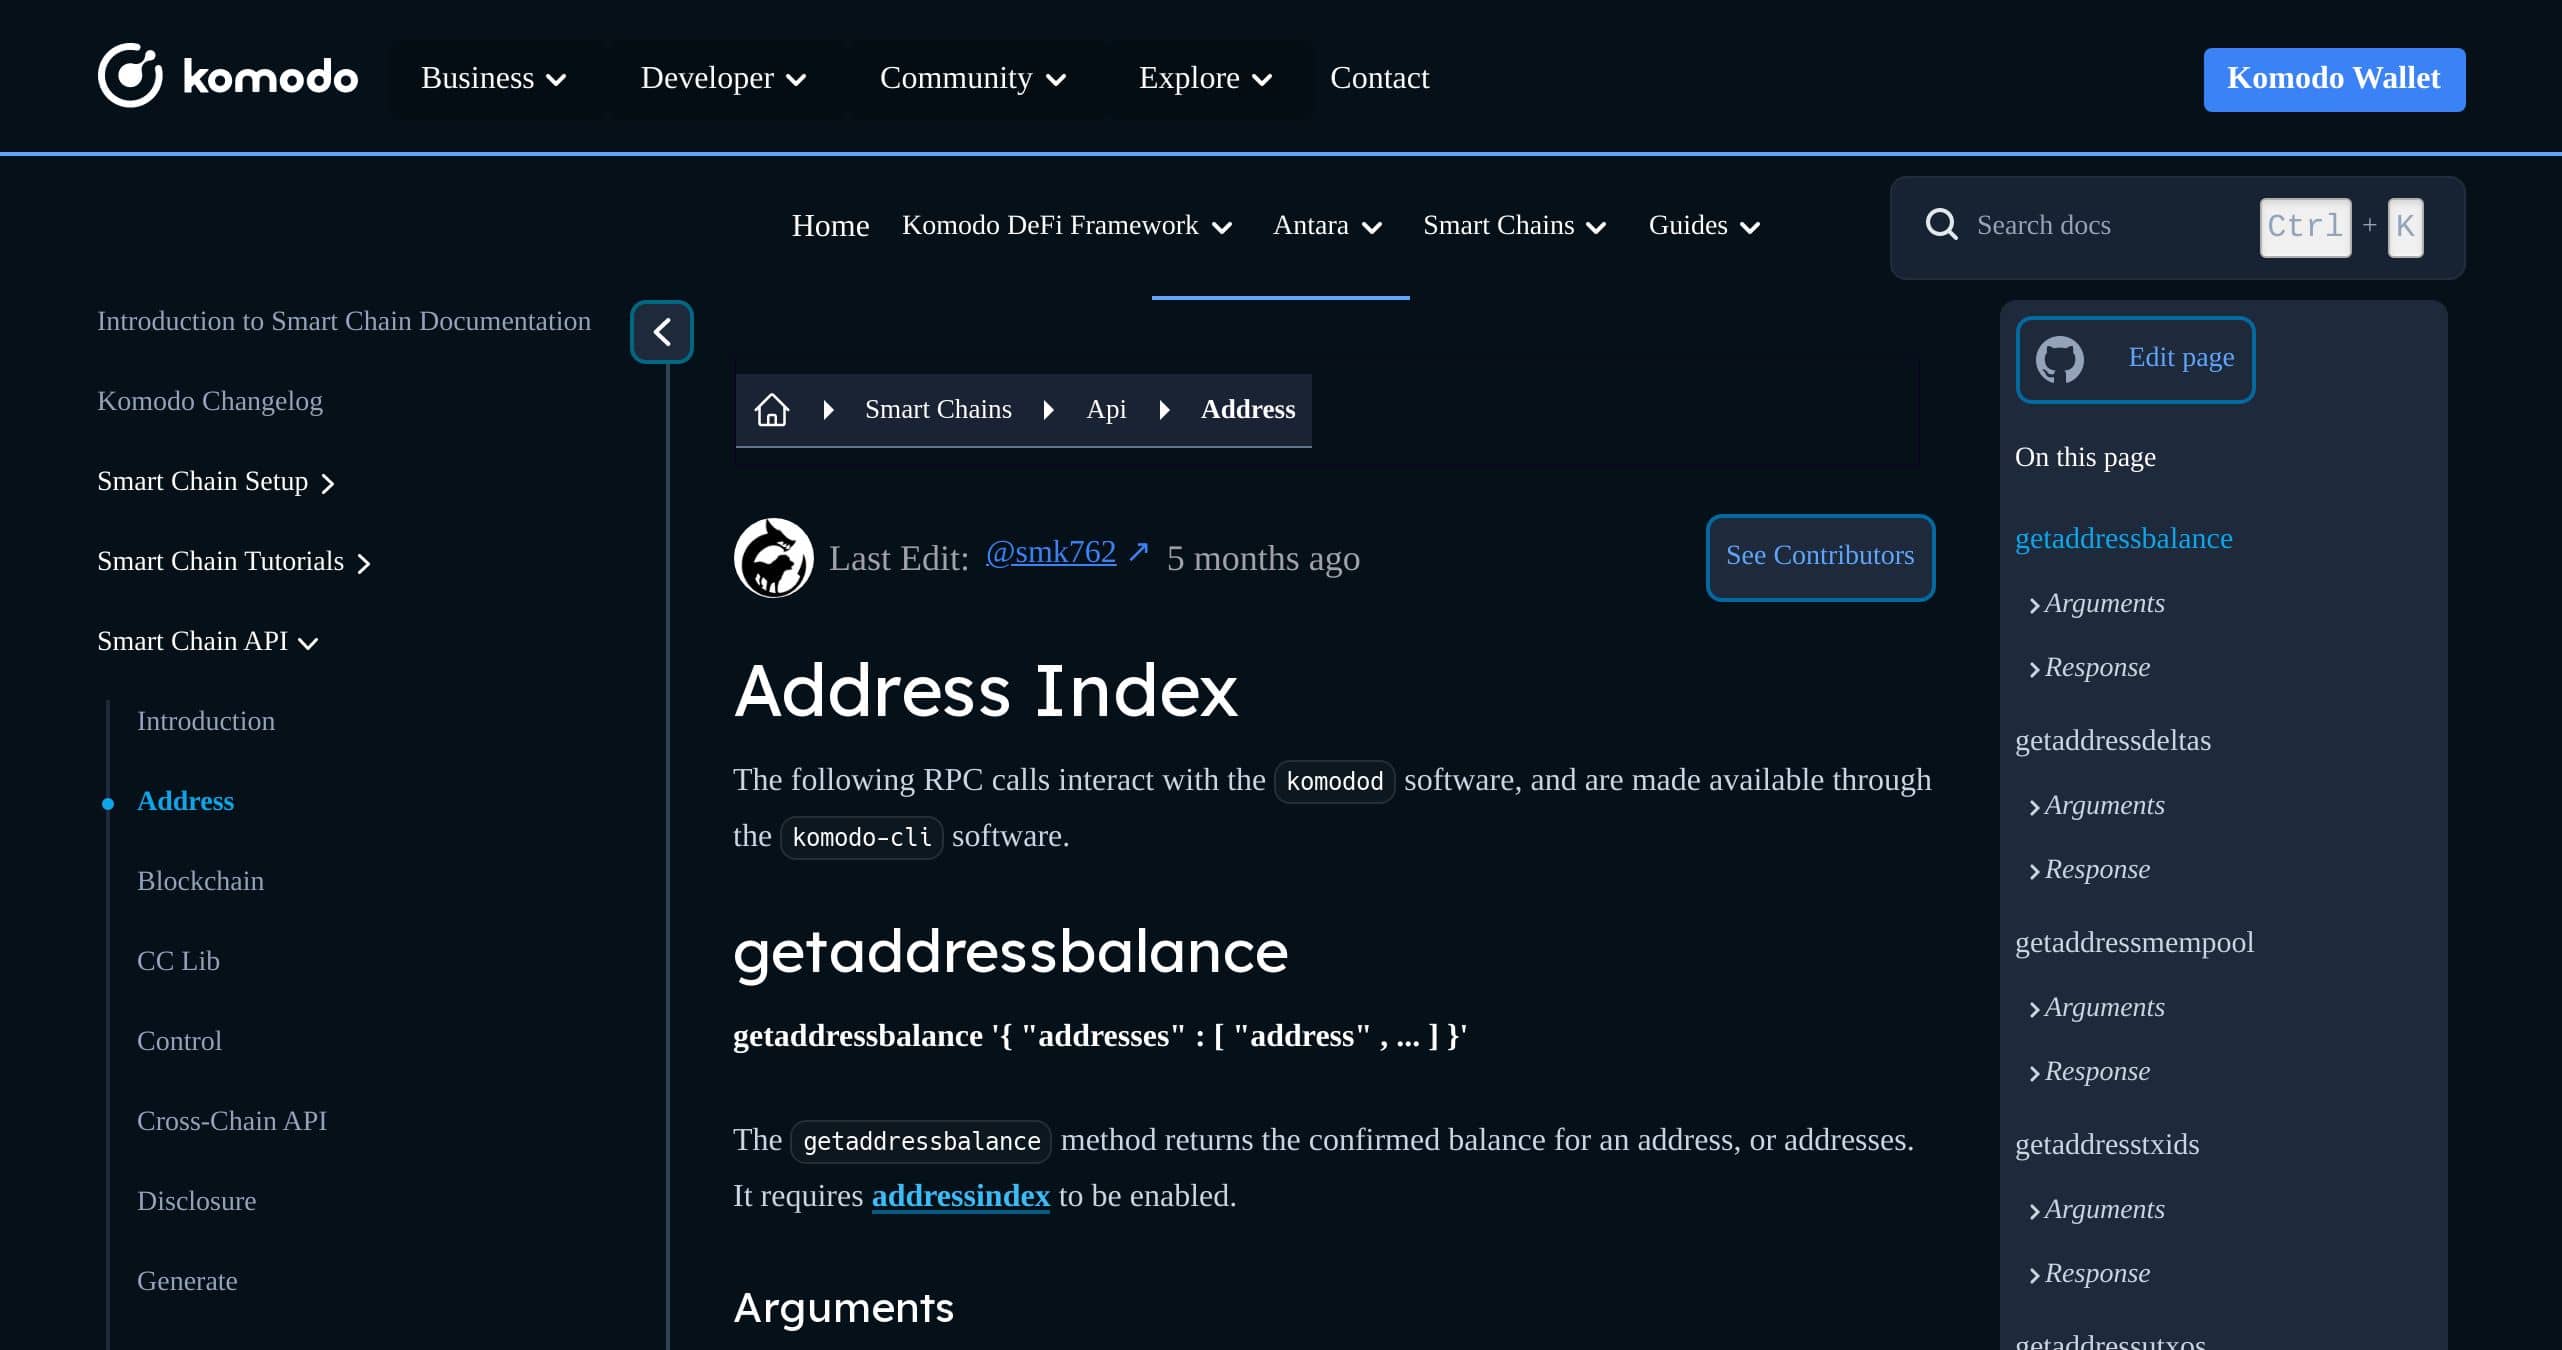 komodo
Business
Developer
Community
Explore
Contact
Komodo Wallet
Home
Komodo DeFi Framework
Antara
Smart Chains
Guides
Search docs
Ctrl + K
Introduction to Smart Chain Documentation
Komodo Changelog
Smart Chain Setup
Smart Chain Tutorials
Smart Chain API
Introduction
Address
Blockchain
CC Lib
Control
Cross-Chain API
Disclosure
Generate
Smart Chains
Api
Address
Last Edit: @smk762 ↗ 5 months ago
See Contributors
Address Index
The following RPC calls interact with the komodod software, and are made available through
the komodo-cli software.
getaddressbalance
getaddressbalance '{ "addresses" : [ "address" , ... ] }'
The getaddressbalance method returns the confirmed balance for an address, or addresses.
It requires addressindex to be enabled.
Arguments
Edit page
On this page
getaddressbalance
Arguments
Response
getaddressdeltas
Arguments
Response
getaddressmempool
Arguments
Response
getaddresstxids
Arguments
Response
getaddressutxos